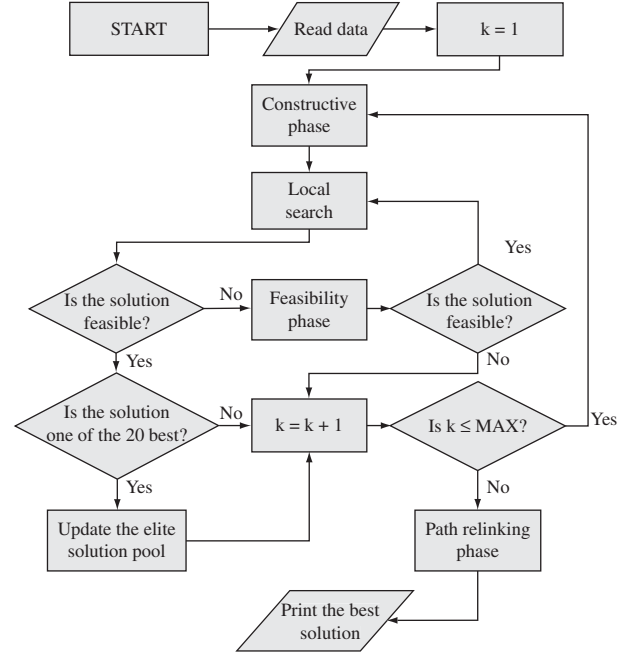 START
Read data
k = 1
Constructive
phase
Local
search
Yes
Is the solution
feasible?
No
Feasibility
phase
Is the solution
feasible?
Yes
No
Is the solution
one of the 20 best?
No
k = k + 1
Is k ≤ MAX?
Yes
Yes
No
Update the elite
solution pool
Path relinking
phase
Print the best
solution